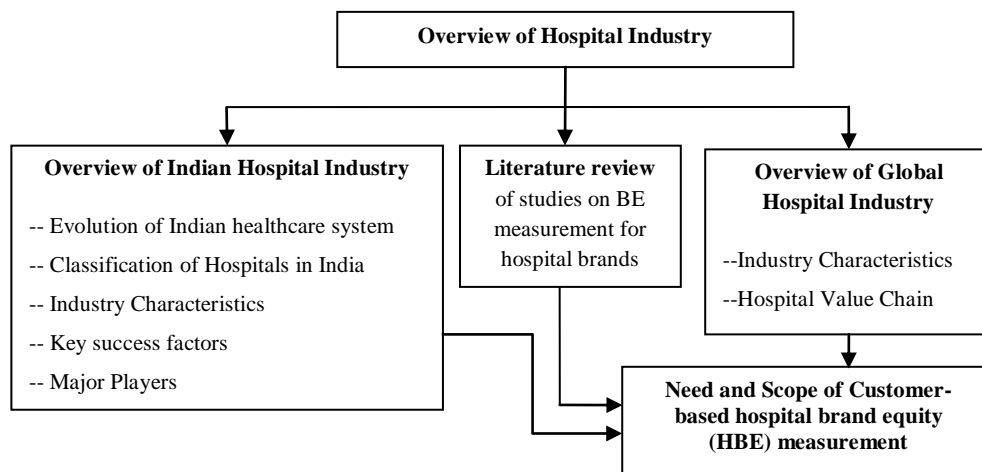 Overview of Hospital Industry
Overview of Indian Hospital Industry
-- Evolution of Indian healthcare system
-- Classification of Hospitals in India
-- Industry Characteristics
-- Key success factors
-- Major Players
Literature review
of studies on BE
measurement for
hospital brands
Overview of Global
Hospital Industry
--Industry Characteristics
--Hospital Value Chain
Need and Scope of Customer-
based hospital brand equity
(HBE) measurement